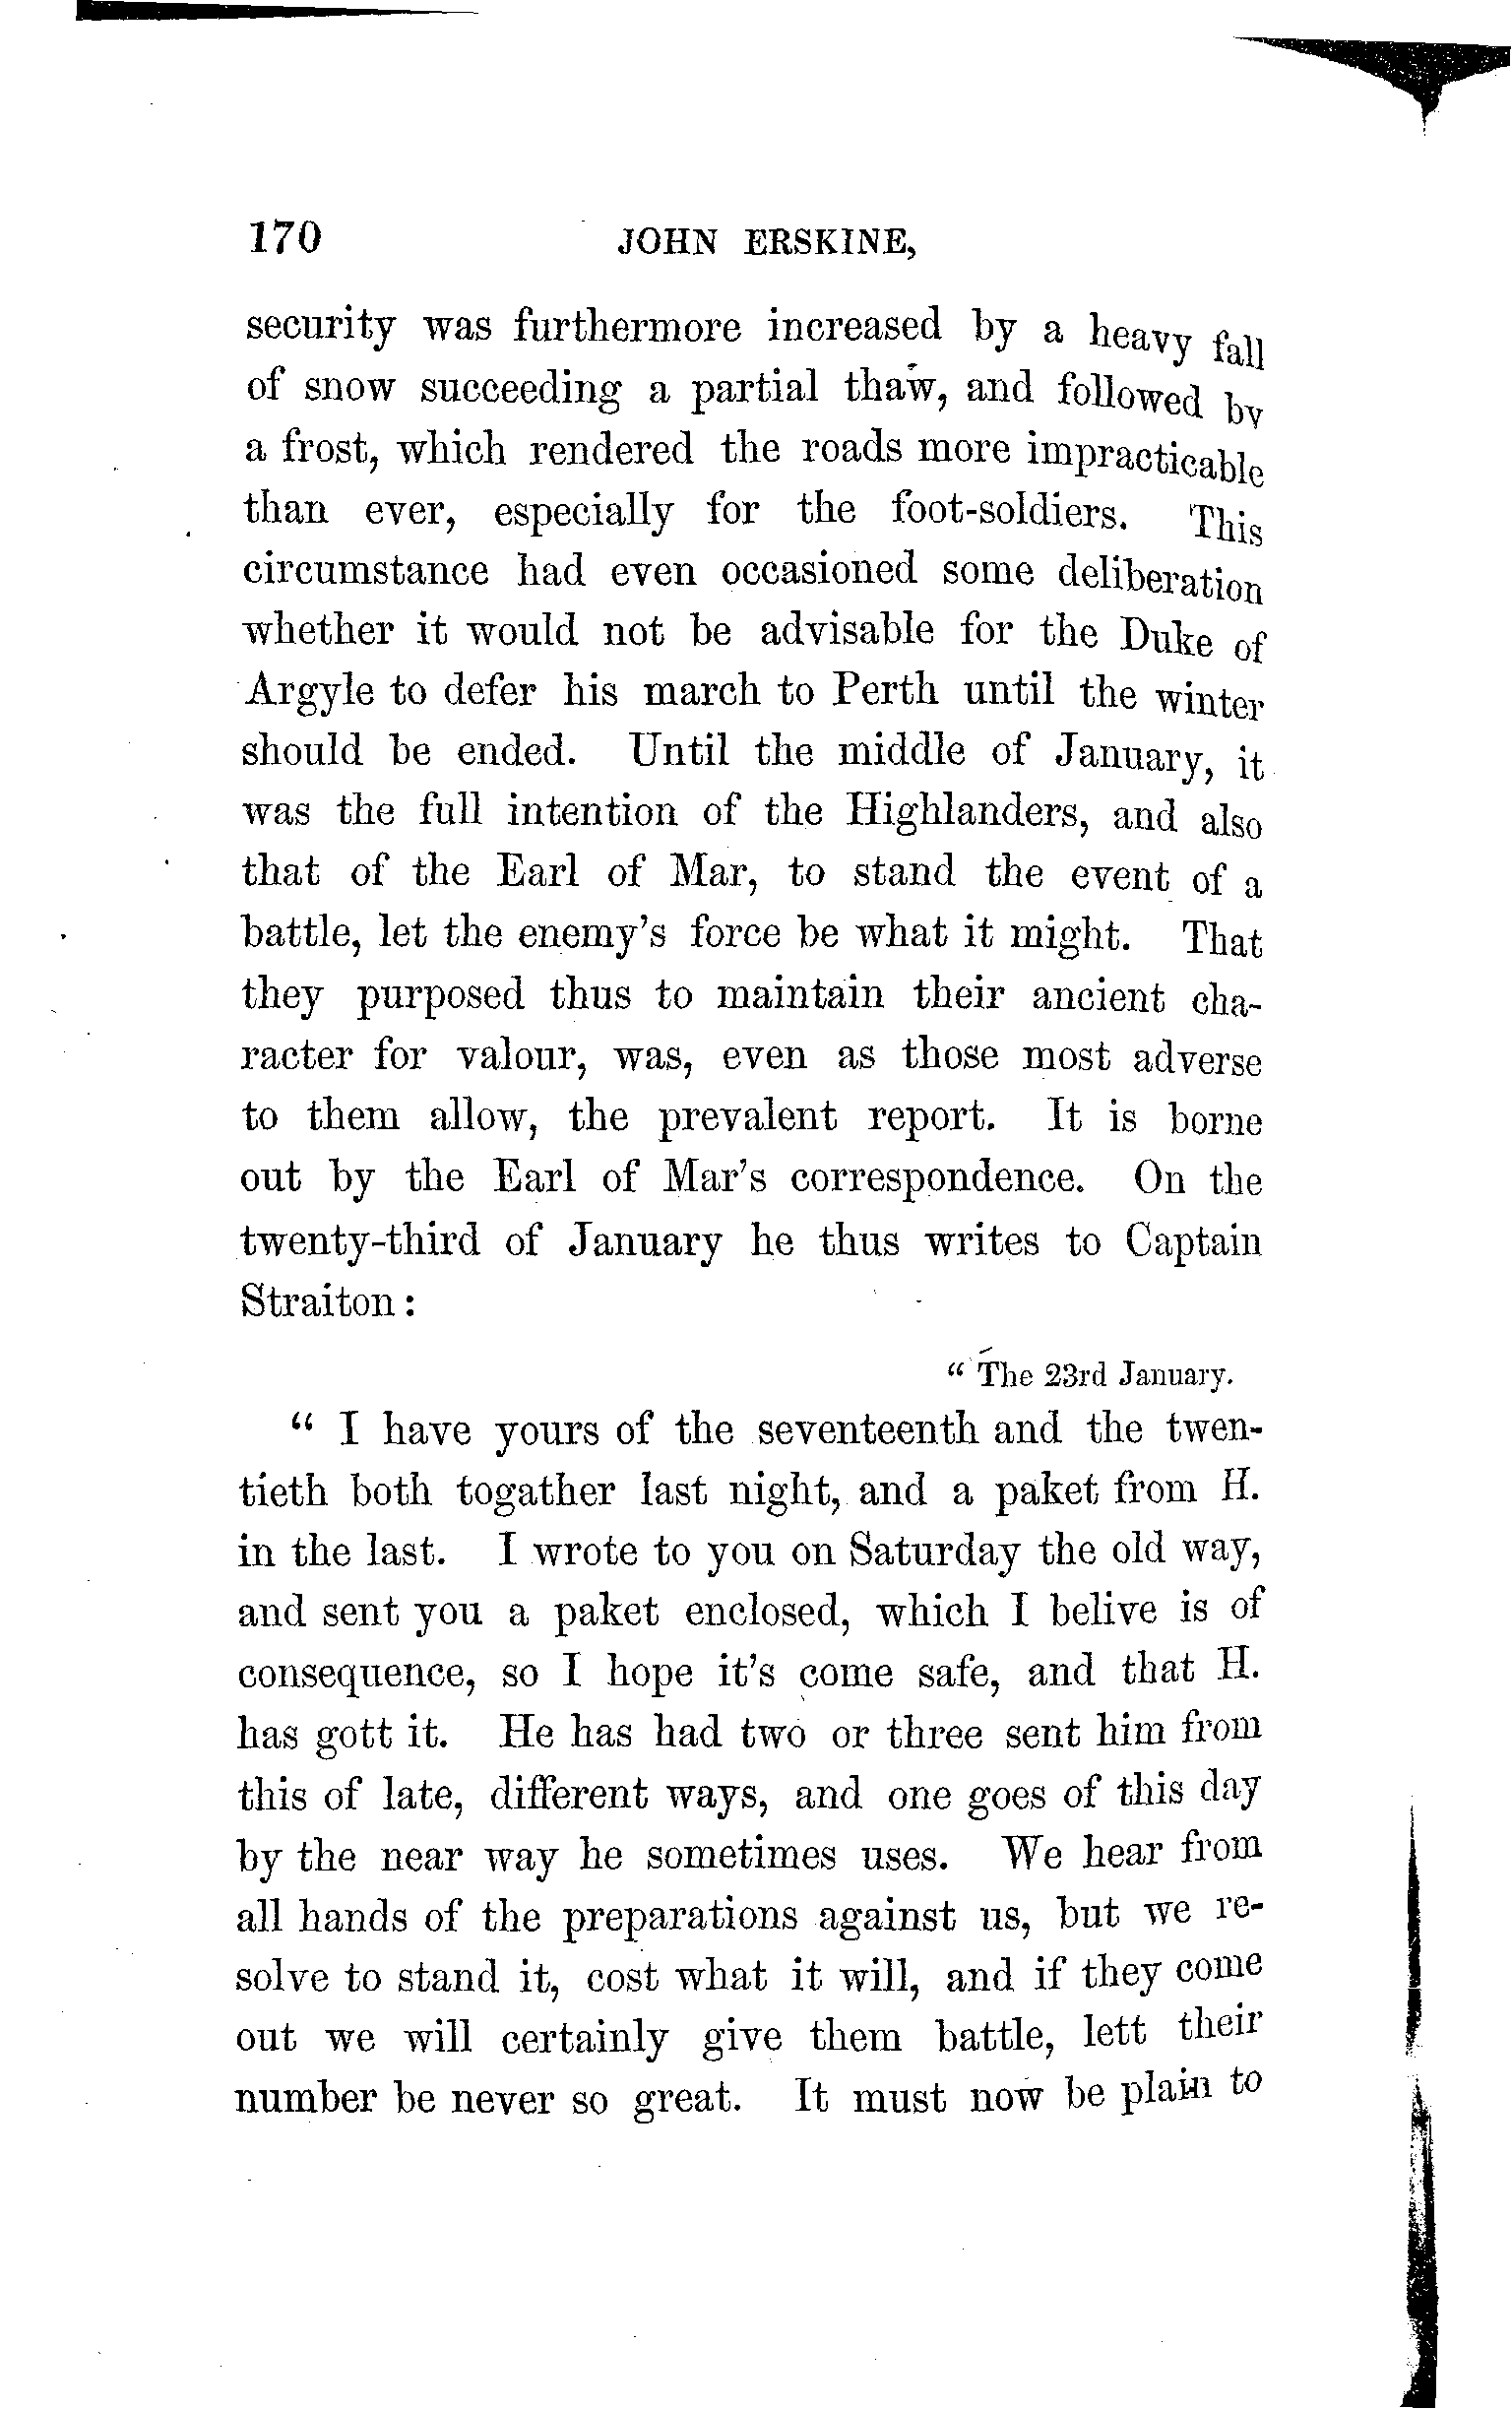 170 JOHN ERSKINE,
security was furthermore increased by a heavy fall
of snow succeeding a partial thaw, and followed by
a frost, which rendered the roads more impracticable
than ever, especially for the foot-soldiers. This
circumstance had even occasioned some deliberation
whether it would not be advisable for the Duke of
Argyle to defer his march to Perth until the winter
should be ended. Until the middle of January, it
was the full intention of the Highlanders, and also
that of the Earl of Mar, to stand the event of a
battle, let the enemy's force be what it might. That
they purposed thus to maintain their ancient cha-
racter for valour, was, even as those most adverse
to them allow, the prevalent report. It is borne
out by the Earl of Mar's correspondence. On the
twenty-third of January he thus writes to Captain
Straiton:
"The 23rd January.
"I have yours of the seventeenth and the twen-
tieth both togather last night, and a paket from H.
in the last. I wrote to you on Saturday the old way,
and sent you a paket enclosed, which I belive is of
consequence, so I hope it's come safe, and that H.
has gott it. He has had two or three sent him from
this of late, different ways, and one goes of this day
by the near way he sometimes uses. We hear from
all hands of the preparations against us, but we re-
solve to stand it, cost what it will, and if they come
out we will certainly give them battle, lett their
number be never so great. It must now be plain to